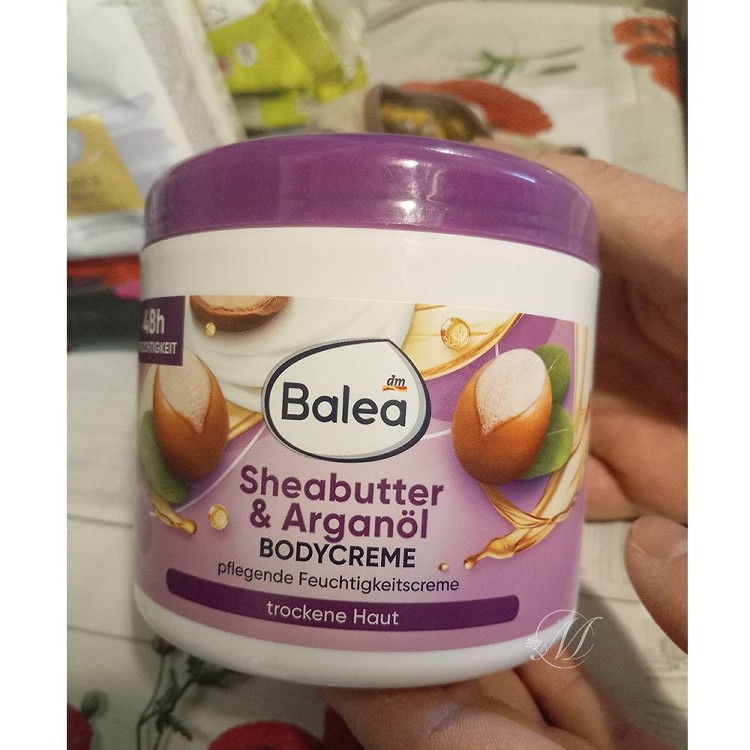 48h
dm
Balea
Sheabutter
& Arganöl
BODYCREME
pflegende Feuchtigkeitscreme
trockene Haut
M